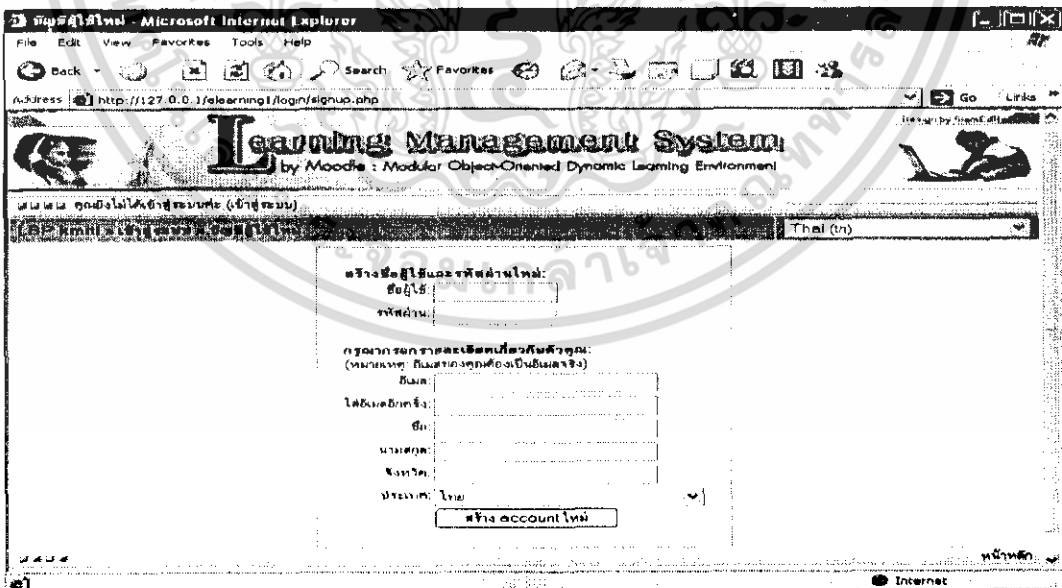 บัญชีผู้ใช้ใหม่ - Microsoft Internet Explorer
File Edit View Favorites Tools Help
Back Search Favorites
Address http://127.0.0.1/elearning1/login/signup.php Go Links
Learning Management System
by Moodle : Modular Object-Oriented Dynamic Learning Environment
คุณยังไม่ได้เข้าสู่ระบบค่ะ (เข้าสู่ระบบ)
Thai (th)
สร้างชื่อผู้ใช้และรหัสผ่านใหม่:
ชื่อผู้ใช้:
รหัสผ่าน:
กรุณากรอกรายละเอียดเกี่ยวกับตัวคุณ:
(หมายเหตุ: อีเมลของคุณต้องเป็นอีเมลจริง)
อีเมล:
ใส่อีเมลอีกครั้ง:
ชื่อ:
นามสกุล:
จังหวัด:
ประเทศ: ไทย
สร้าง account ใหม่
หน้าหลัก
Internet